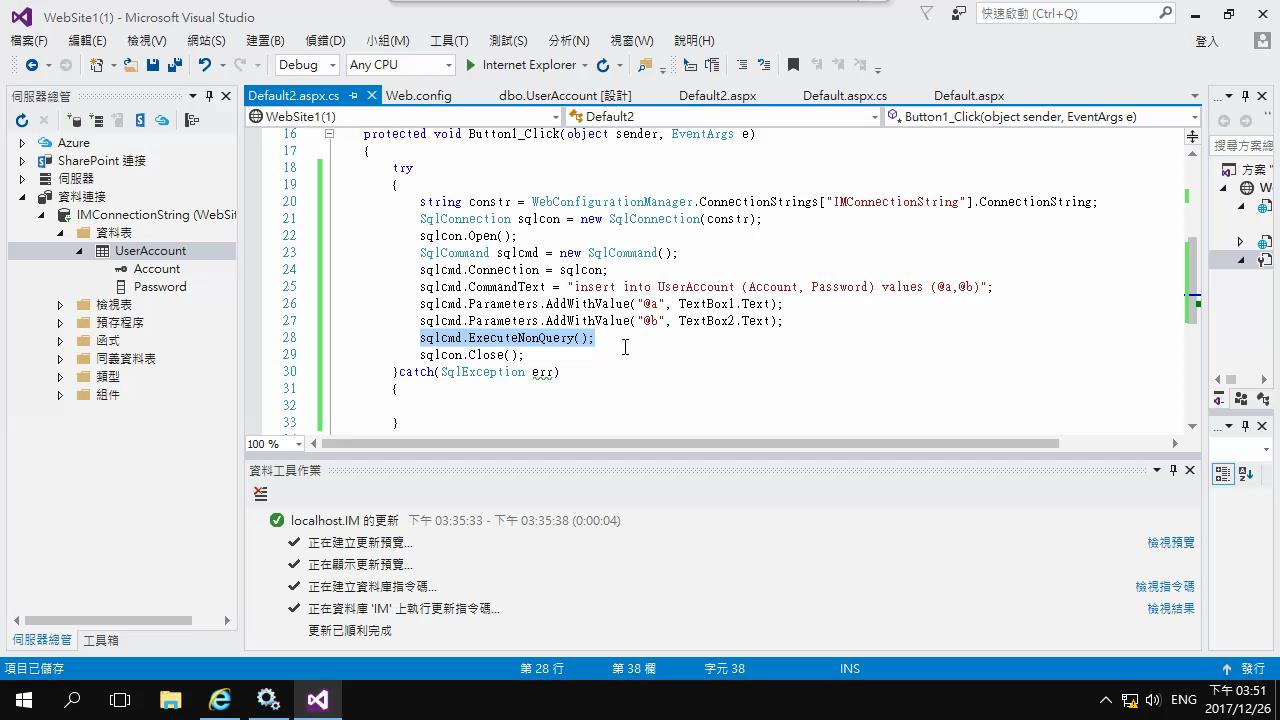 WebSite1(1) - Microsoft Visual Studio
快速啟動 (Ctrl+Q)
檔案(F) 編輯(E) 檢視(V) 網站(S) 建置(B) 偵錯(D) 小組(M) 工具(T) 測試(S) 分析(N) 視窗(W) 說明(H) 登入
Debug Any CPU Internet Explorer
伺服器總管
Default2.aspx.cs Web.config dbo.UserAccount [設計] Default2.aspx Default.aspx.cs Default.aspx
WebSite1(1) Default2 Button1_Click(object sender, EventArgs e)
Azure
SharePoint 連接
伺服器
資料連接
IMConnectionString (WebSit
資料表
UserAccount
Account
Password
檢視表
預存程序
函式
同義資料表
類型
組件
伺服器總管 工具箱
16 protected void Button1_Click(object sender, EventArgs e)
17 {
18 try
19 {
20 string constr = WebConfigurationManager.ConnectionStrings["IMConnectionString"].ConnectionString;
21 SqlConnection sqlcon = new SqlConnection(constr);
22 sqlcon.Open();
23 SqlCommand sqlcmd = new SqlCommand();
24 sqlcmd.Connection = sqlcon;
25 sqlcmd.CommandText = "insert into UserAccount (Account, Password) values (@a,@b)";
26 sqlcmd.Parameters.AddWithValue("@a", TextBox1.Text);
27 sqlcmd.Parameters.AddWithValue("@b", TextBox2.Text);
28 sqlcmd.ExecuteNonQuery();
29 sqlcon.Close();
30 }catch(SqlException err)
31 {
32
33 }
100 %
搜尋方案總
方案 "
W
資料工具作業
localhost.IM 的更新 下午 03:35:33 - 下午 03:35:38 (0:00:04)
正在建立更新預覽... 檢視預覽
正在顯示更新預覽...
正在建立資料庫指令碼... 檢視指令碼
正在資料庫 'IM' 上執行更新指令碼... 檢視結果
更新已順利完成
項目已儲存 第 28 行 第 38 欄 字元 38 INS 發行
ENG 下午 03:51
2017/12/26